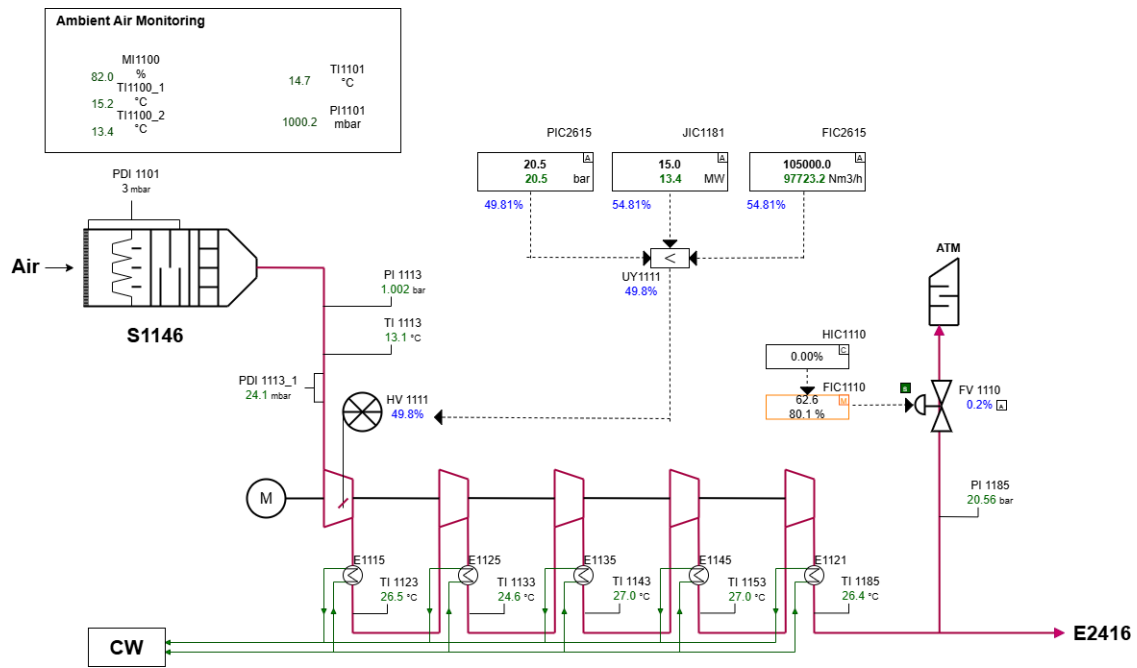 Ambient Air Monitoring
MI1100
82.0 %
TI1100_1
15.2 °C
TI1100_2
13.4 °C
TI1101
14.7 °C
PI1101
1000.2 mbar
PDI 1101
3 mbar
Air
S1146
PI 1113
1.002 bar
TI 1113
13.1 °C
PDI 1113_1
24.1 mbar
HV 1111
49.8%
PIC2615
20.5 A
20.5 bar
49.81%
JIC1181
15.0 A
13.4 MW
54.81%
FIC2615
105000.0 A
97723.2 Nm3/h
54.81%
<
UY1111
49.8%
ATM
HIC1110
0.00% C
FIC1110
62.6 M
80.1 %
FV 1110
0.2% A
PI 1185
20.56 bar
M
E1115
TI 1123
26.5 °C
E1125
TI 1133
24.6 °C
E1135
TI 1143
27.0 °C
E1145
TI 1153
27.0 °C
E1121
TI 1185
26.4 °C
CW
E2416